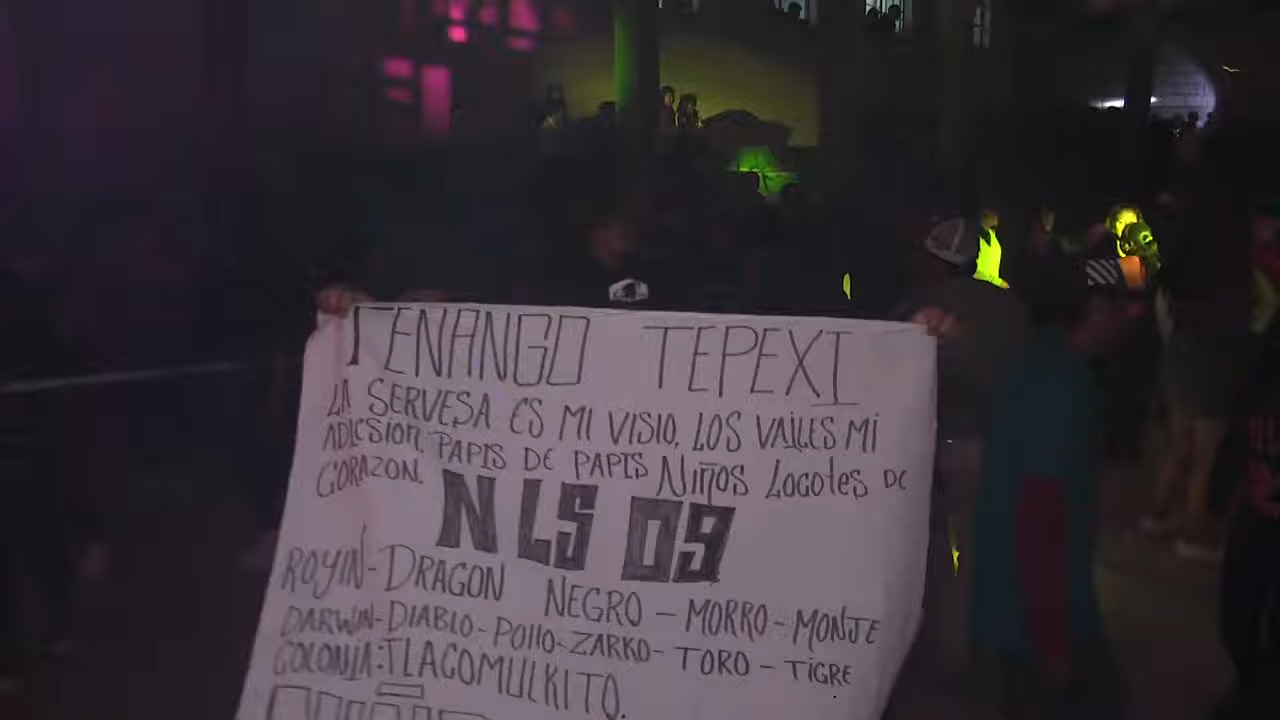 TENANGO TEPEXI
LA SERVESA ES MI VISIO, LOS VAILES MI
ADICSION, PAPIS DE PAPIS NIÑOS LOCOTES DE
CORAZON.
NLS 09
ROYIN-DRAGON NEGRO - MORRO - MONJE
DARWIN-DIABLO-POLLO-ZARKO- TORO - TIGRE
COLONIA:TLACOMULKITO.